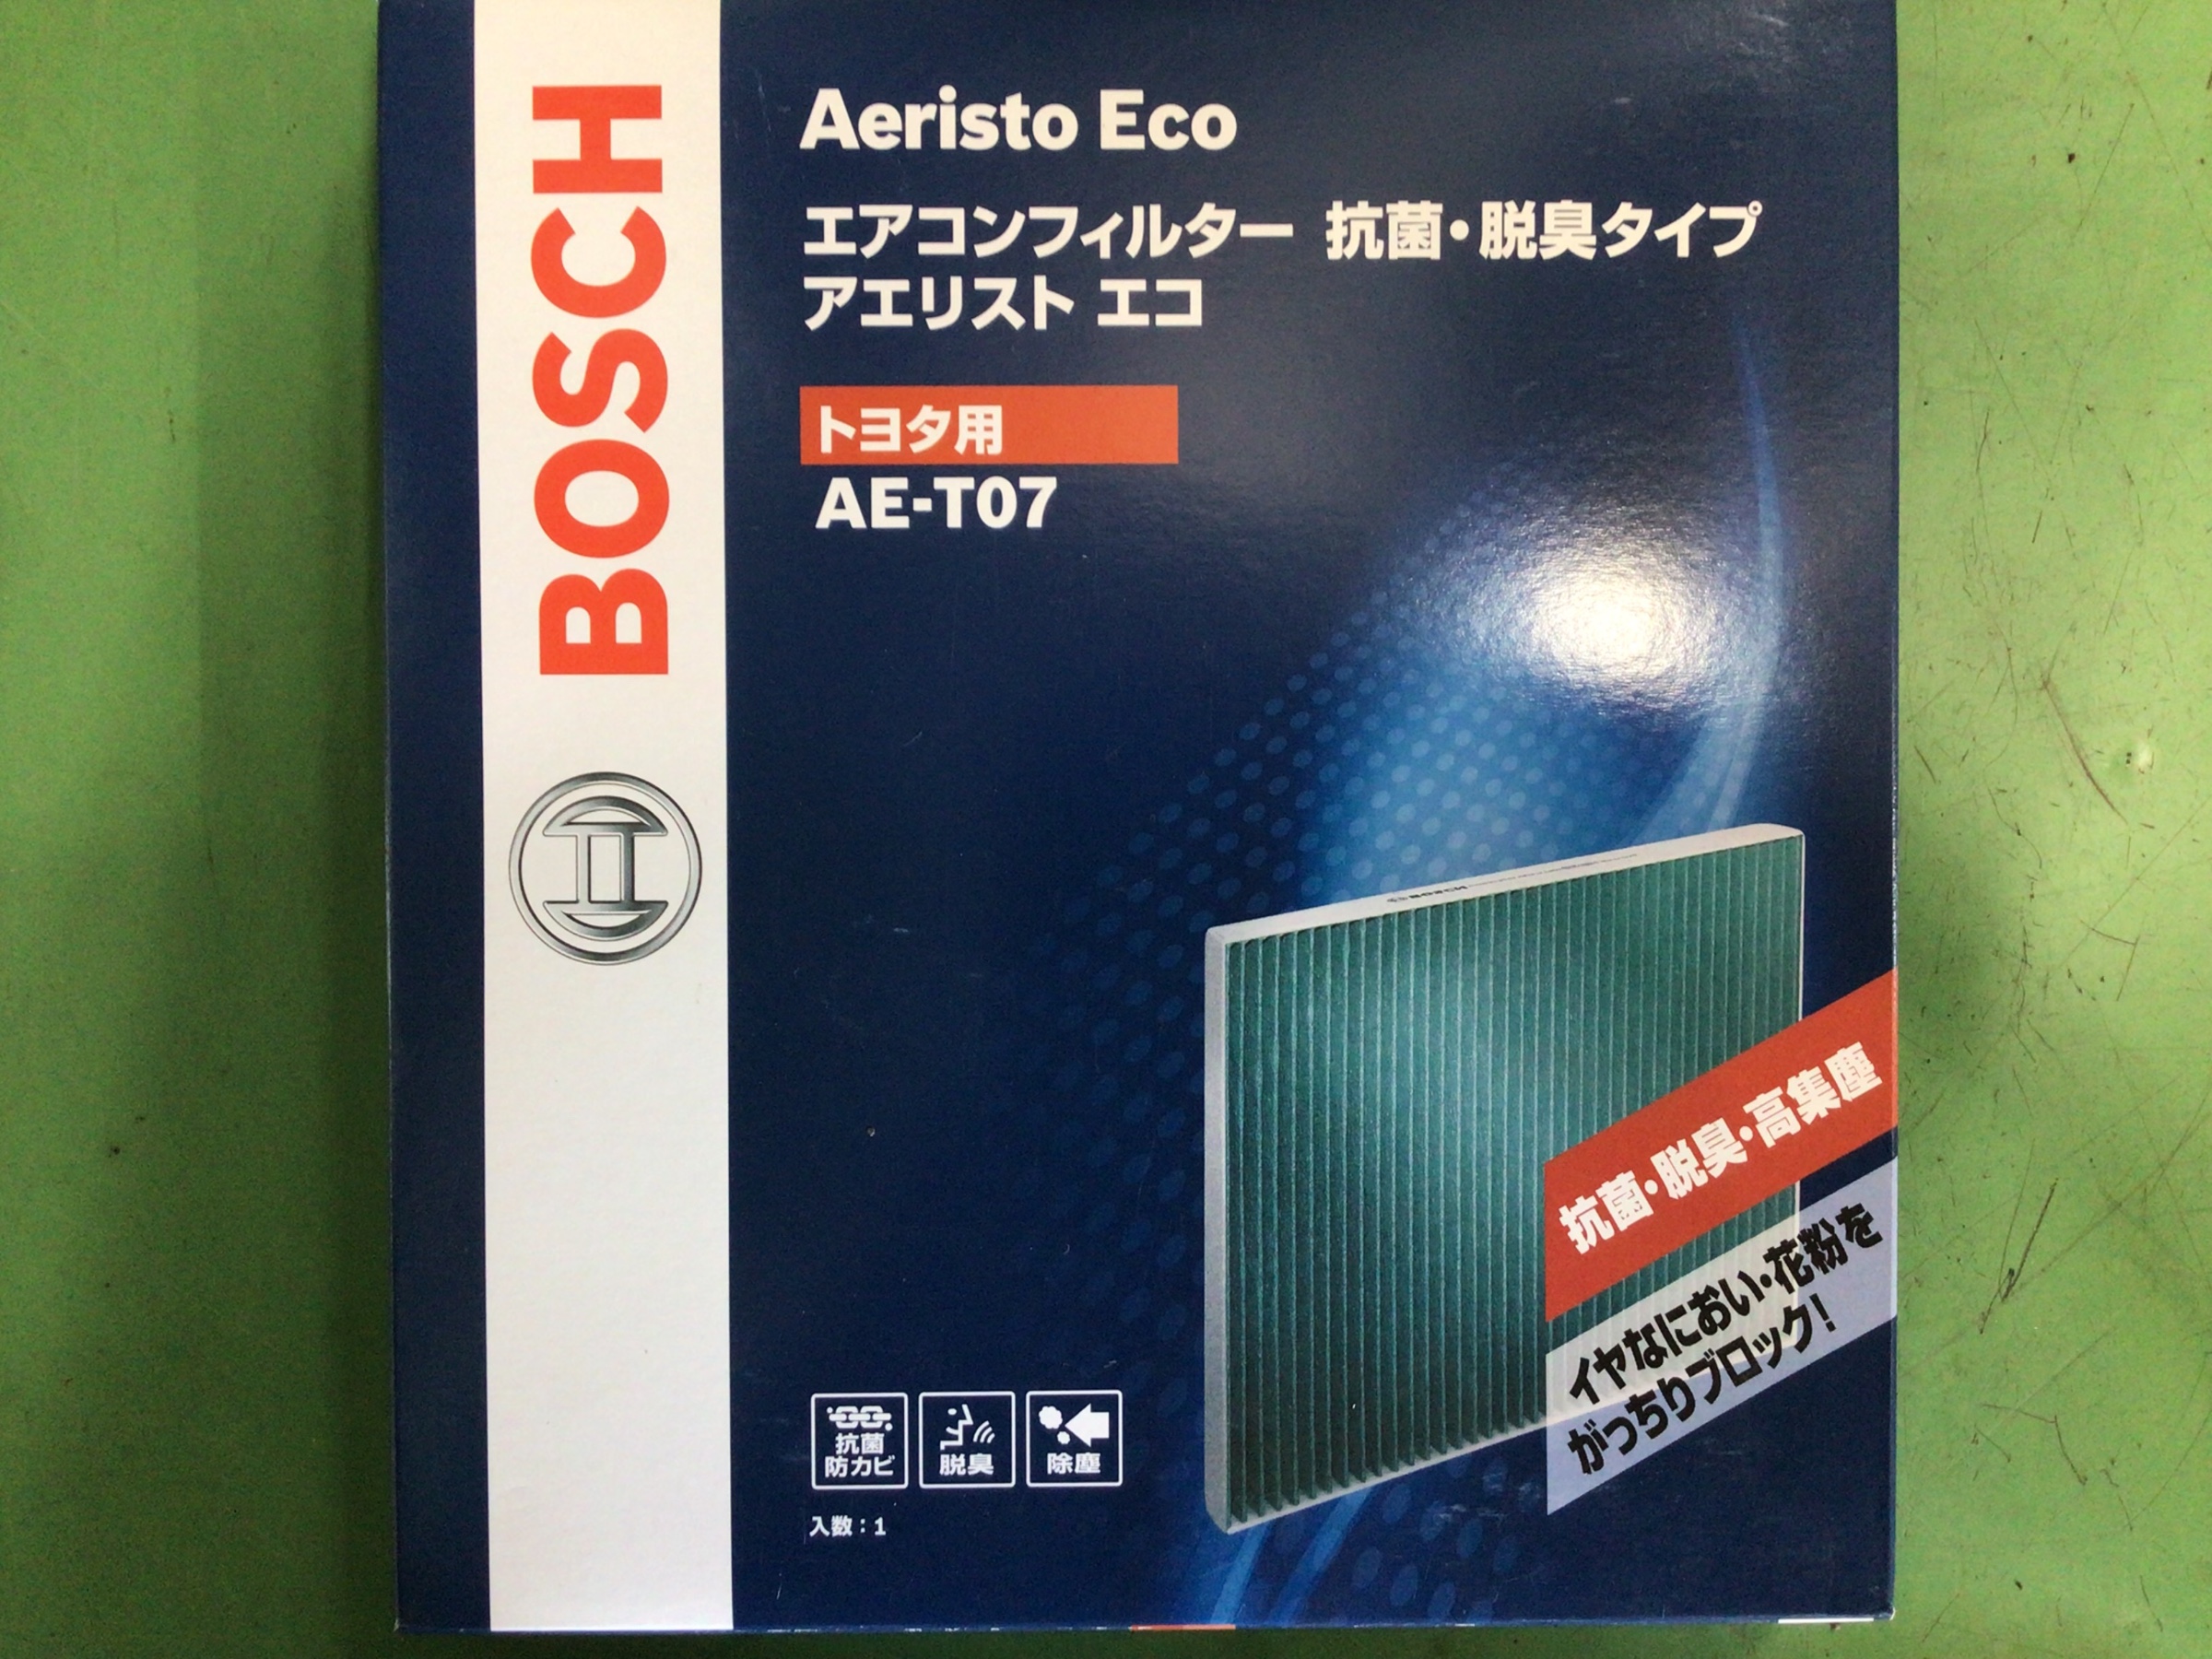 BOSCH
Aeristo Eco
エアコンフィルター 抗菌・脱臭タイプ
アエリスト エコ
トヨタ用
AE-T07
BOSCH
抗菌・脱臭・高集塵
イヤなにおい・花粉を
がっちりブロック!
抗菌
防カビ
脱臭
除塵
入数：1